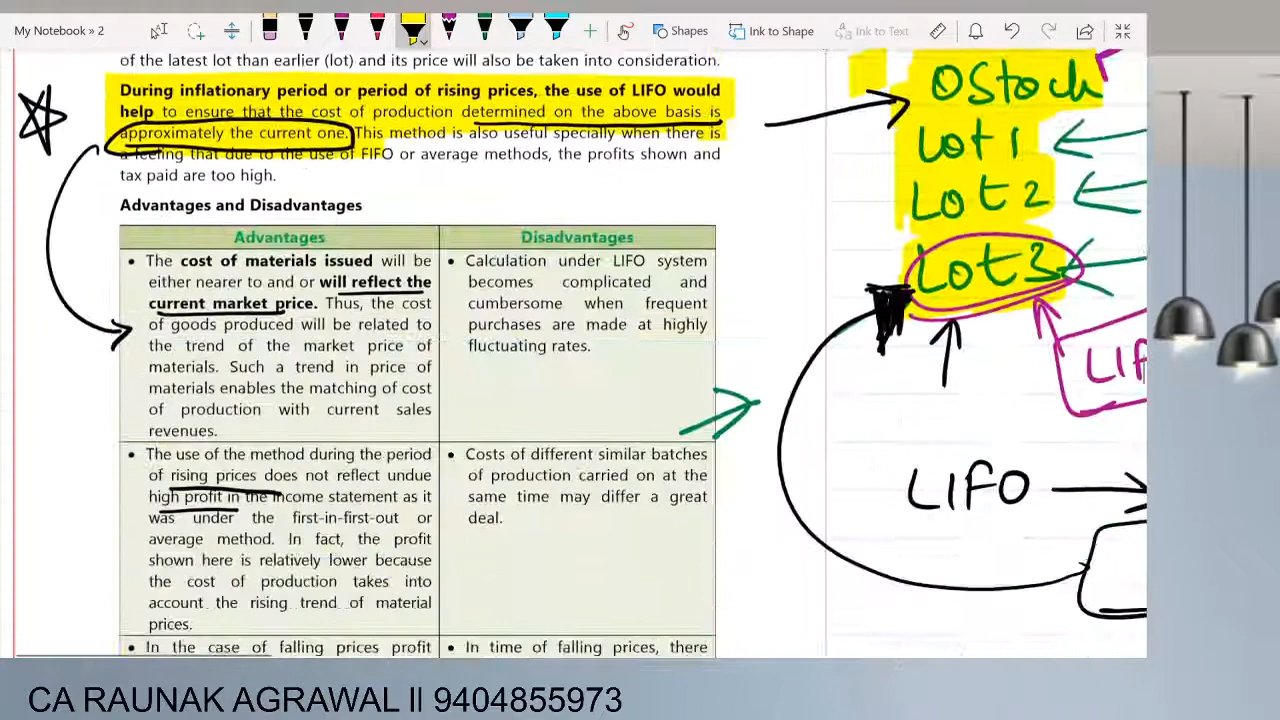 My Notebook » 2
Shapes
Ink to Shape
Ink to Text
of the latest lot than earlier (lot) and its price will also be taken into consideration.
During inflationary period or period of rising prices, the use of LIFO would
help to ensure that the cost of production determined on the above basis is
approximately the current one. This method is also useful specially when there is
a feeling that due to the use of FIFO or average methods, the profits shown and
tax paid are too high.
Advantages and Disadvantages
Advantages
• The cost of materials issued will be
either nearer to and or will reflect the
current market price. Thus, the cost
of goods produced will be related to
the trend of the market price of
materials. Such a trend in price of
materials enables the matching of cost
of production with current sales
revenues.
• The use of the method during the period
of rising prices does not reflect undue
high profit in the income statement as it
was under the first-in-first-out or
average method. In fact, the profit
shown here is relatively lower because
the cost of production takes into
account the rising trend of material
prices.
• In the case of falling prices profit
Disadvantages
• Calculation under LIFO system
becomes complicated and
cumbersome when frequent
purchases are made at highly
fluctuating rates.
• Costs of different similar batches
of production carried on at the
same time may differ a great
deal.
• In time of falling prices, there
OStock
Lot 1
Lot 2
Lot 3
LIF
LIFO
CA RAUNAK AGRAWAL ll 9404855973